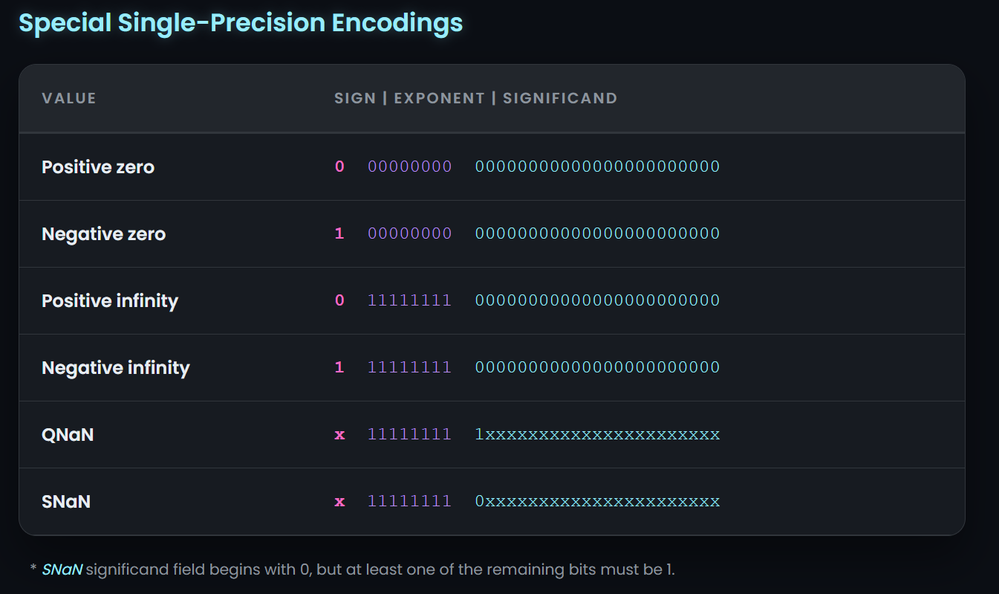 Special Single-Precision Encodings
VALUE SIGN | EXPONENT | SIGNIFICAND
Positive zero 0 00000000 00000000000000000000000
Negative zero 1 00000000 00000000000000000000000
Positive infinity 0 11111111 00000000000000000000000
Negative infinity 1 11111111 00000000000000000000000
QNaN x 11111111 1xxxxxxxxxxxxxxxxxxxxxx
SNaN x 11111111 0xxxxxxxxxxxxxxxxxxxxxx
* SNaN significand field begins with 0, but at least one of the remaining bits must be 1.